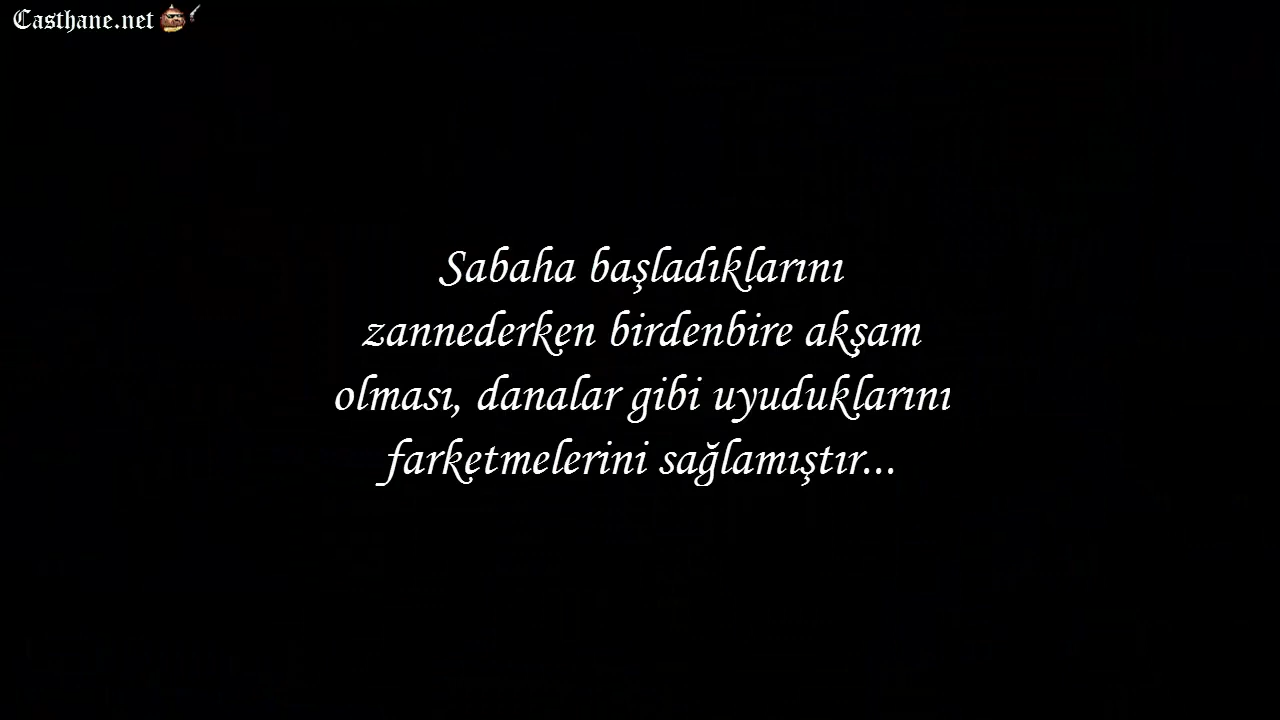 Casthane.net
Sabaha başladıklarını
zannederken birdenbire akşam
olması, danalar gibi uyuduklarını
farketmelerini sağlamıştır...